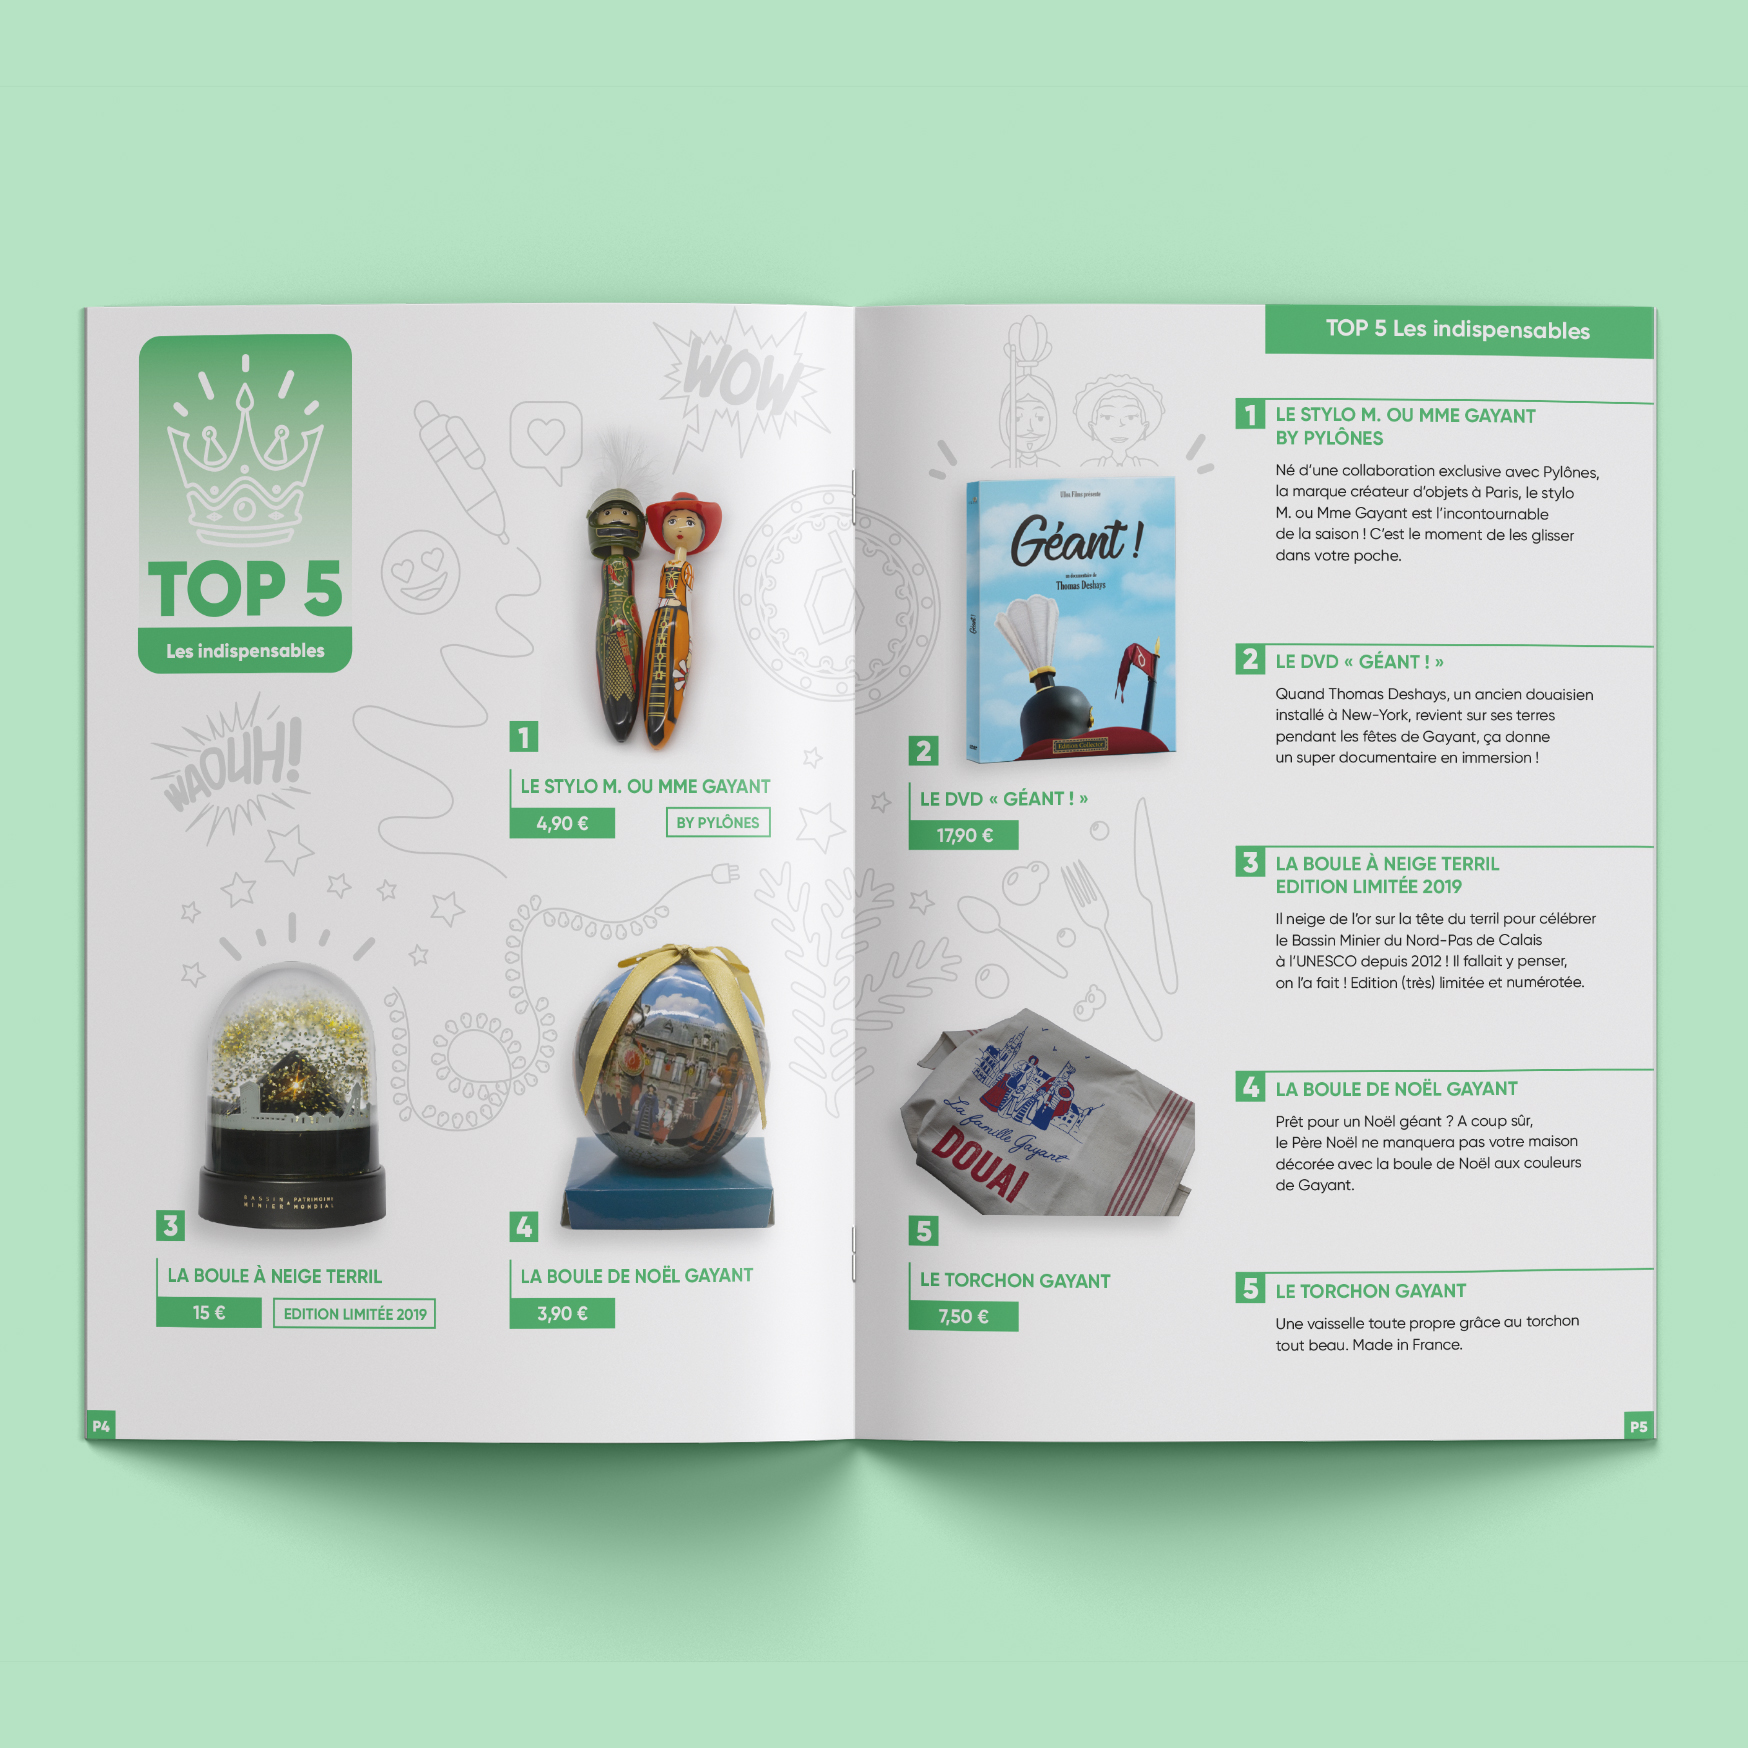 TOP 5
Les indispensables
WOW
WAOUH!
1
LE STYLO M. OU MME GAYANT
4,90 €
BY PYLÔNES
BASSIN PATRIMOINE
MINIER MONDIAL
3
LA BOULE À NEIGE TERRIL
15 €
EDITION LIMITÉE 2019
4
LA BOULE DE NOËL GAYANT
3,90 €
P4
Géant !
un documentaire de
Thomas Deshays
Géant !
Edition Collector
2
LE DVD « GÉANT ! »
17,90 €
La famille Gayant
DOUAI
5
LE TORCHON GAYANT
7,50 €
TOP 5 Les indispensables
1 LE STYLO M. OU MME GAYANT
BY PYLÔNES
Né d'une collaboration exclusive avec Pylônes,
la marque créateur d'objets à Paris, le stylo
M. ou Mme Gayant est l'incontournable
de la saison ! C'est le moment de les glisser
dans votre poche.
2 LE DVD « GÉANT ! »
Quand Thomas Deshays, un ancien douaisien
installé à New-York, revient sur ses terres
pendant les fêtes de Gayant, ça donne
un super documentaire en immersion !
3 LA BOULE À NEIGE TERRIL
EDITION LIMITÉE 2019
Il neige de l'or sur la tête du terril pour célébrer
le Bassin Minier du Nord-Pas de Calais
à l'UNESCO depuis 2012 ! Il fallait y penser,
on l'a fait ! Edition (très) limitée et numérotée.
4 LA BOULE DE NOËL GAYANT
Prêt pour un Noël géant ? A coup sûr,
le Père Noël ne manquera pas votre maison
décorée avec la boule de Noël aux couleurs
de Gayant.
5 LE TORCHON GAYANT
Une vaisselle toute propre grâce au torchon
tout beau. Made in France.
P5